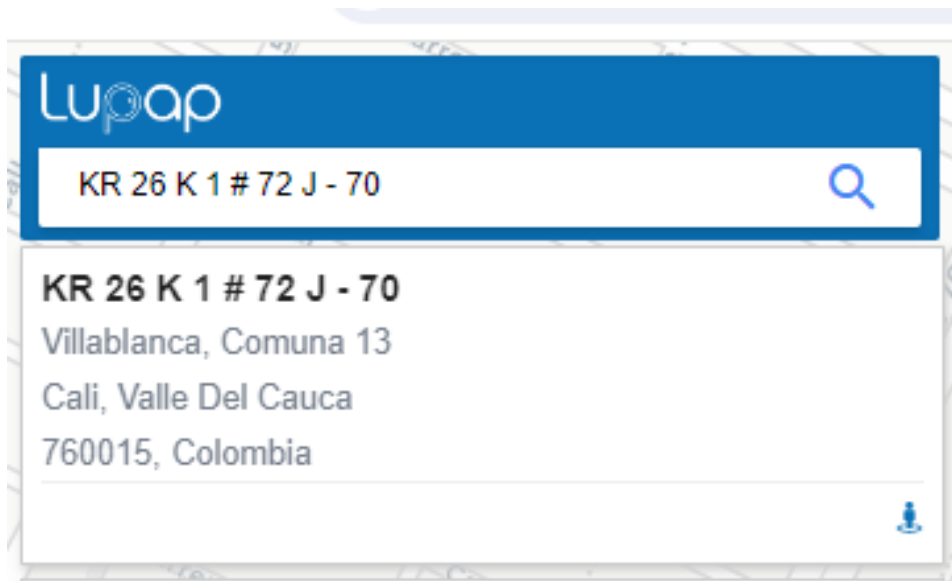 Lupap
KR 26 K 1 # 72 J - 70
KR 26 K 1 # 72 J - 70
Villablanca, Comuna 13
Cali, Valle Del Cauca
760015, Colombia